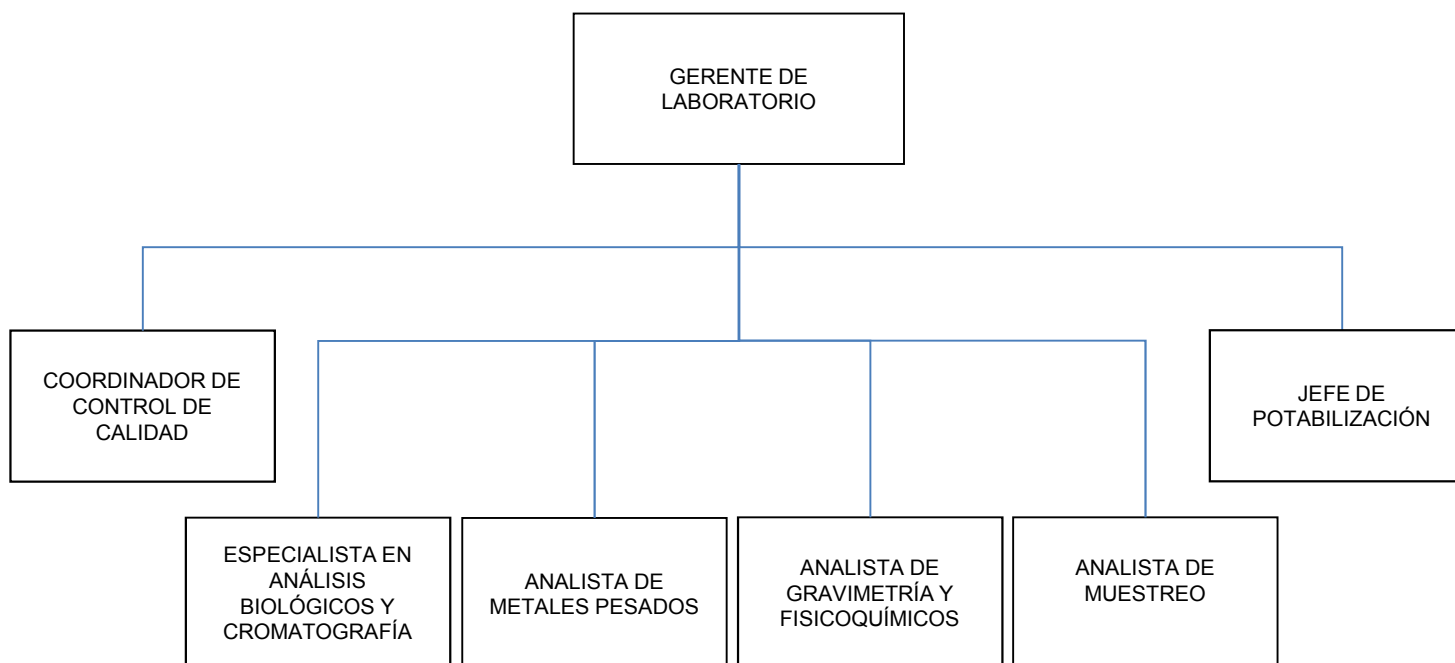 GERENTE DE
LABORATORIO
COORDINADOR DE
CONTROL DE
CALIDAD
JEFE DE
POTABILIZACIÓN
ESPECIALISTA EN
ANÁLISIS
BIOLÓGICOS Y
CROMATOGRAFÍA
ANALISTA DE
METALES PESADOS
ANALISTA DE
GRAVIMETRÍA Y
FISICOQUÍMICOS
ANALISTA DE
MUESTREO